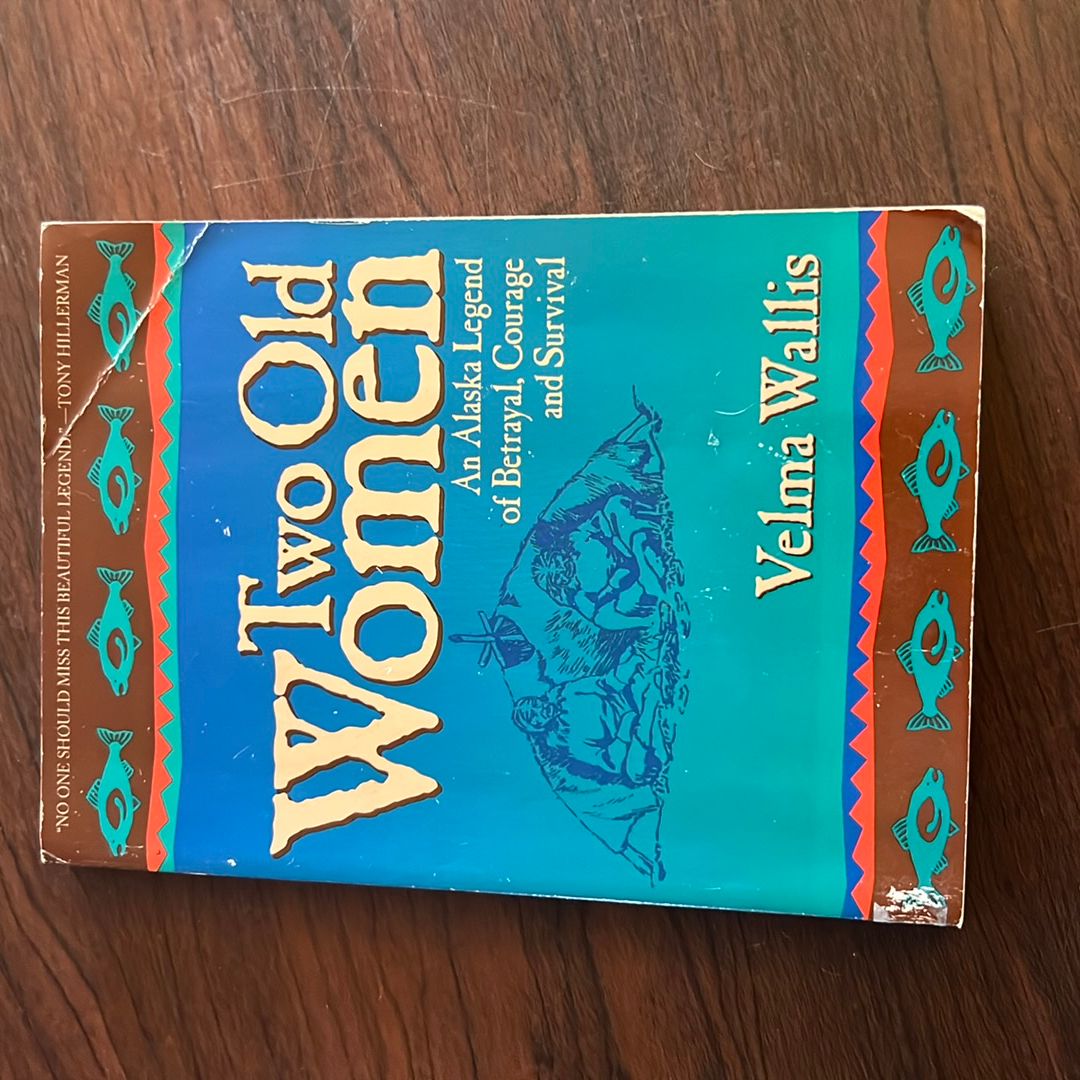 "NO ONE SHOULD MISS THIS BEAUTIFUL LEGEND."—TONY HILLERMAN
Two Old
Women
An Alaska Legend
of Betrayal, Courage
and Survival
Velma Wallis